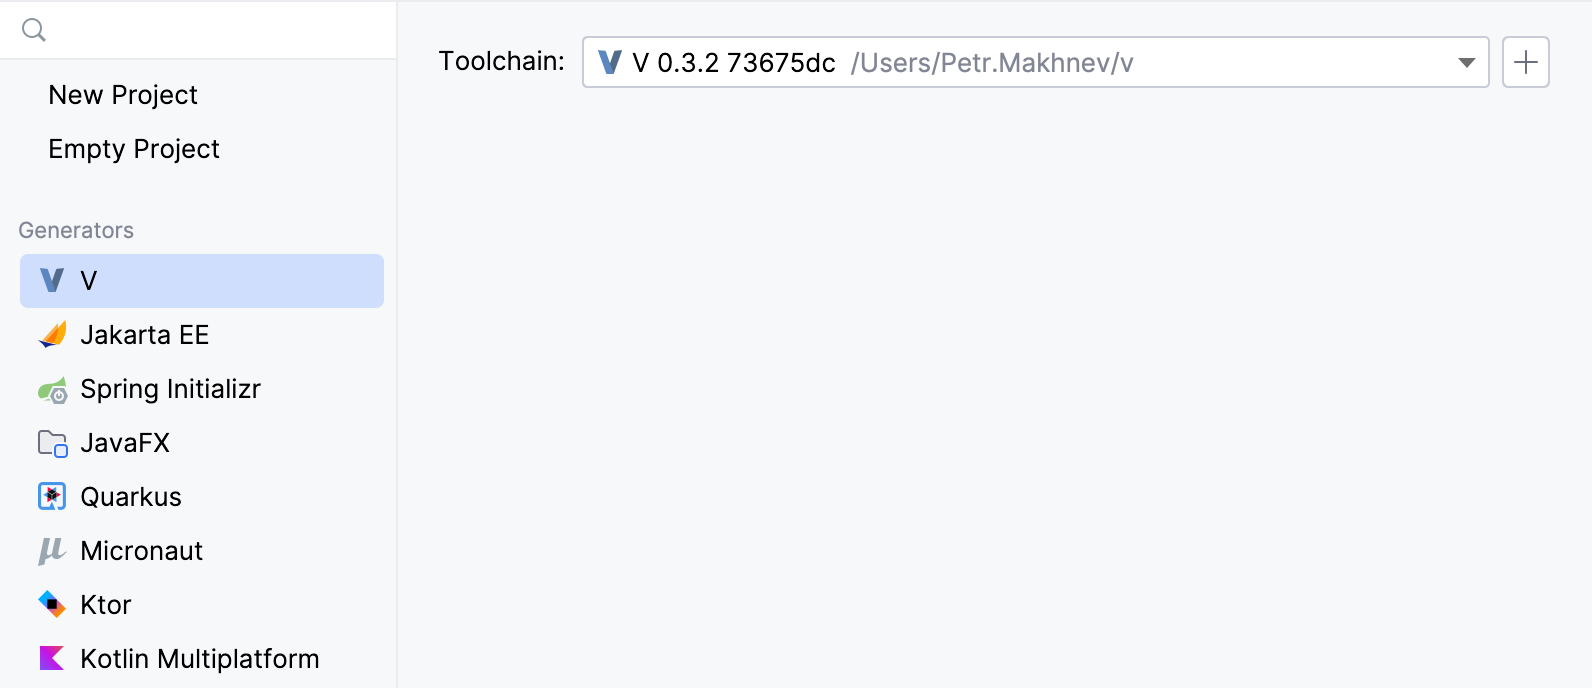 New Project
Empty Project
Generators
V
Jakarta EE
Spring Initializr
JavaFX
Quarkus
Micronaut
Ktor
Kotlin Multiplatform
Toolchain: V 0.3.2 73675dc /Users/Petr.Makhnev/v